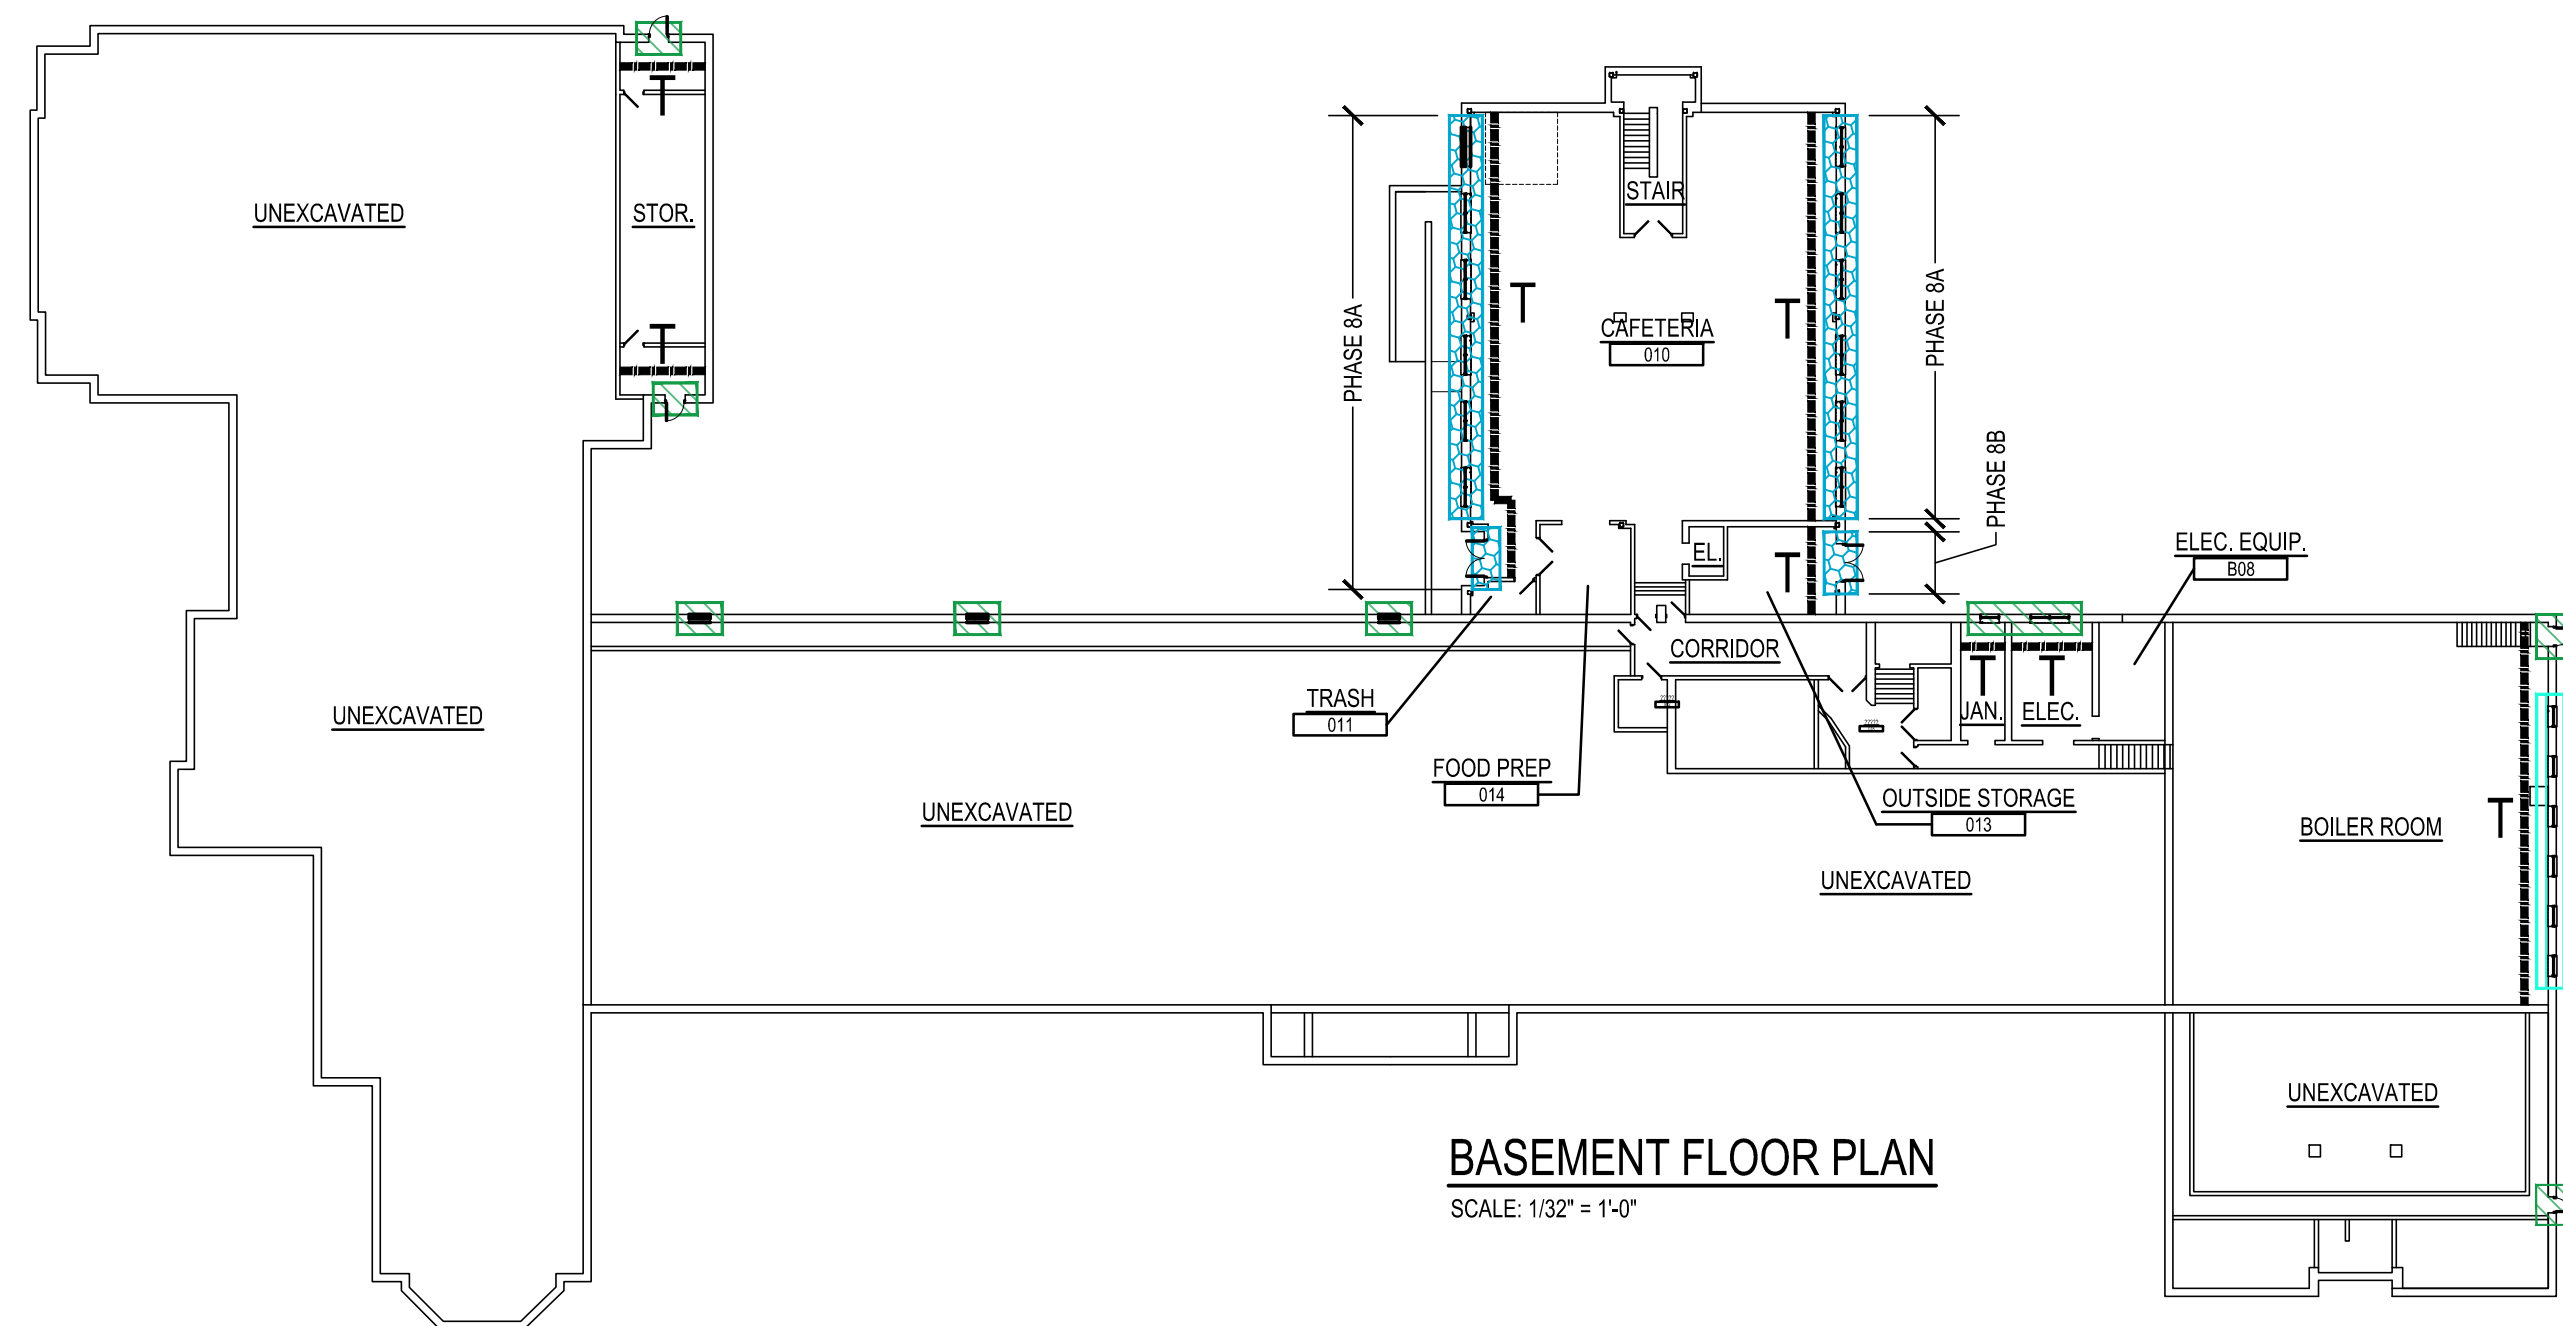 UNEXCAVATED
STOR.
STAIR
T
T
T
T
CAFETERIA
010
PHASE 8A
PHASE 8A
PHASE 8B
EL.
T
ELEC. EQUIP.
B08
CORRIDOR
T
T
JAN.
ELEC.
TRASH
011
UNEXCAVATED
FOOD PREP
014
OUTSIDE STORAGE
013
UNEXCAVATED
T
BOILER ROOM
UNEXCAVATED
UNEXCAVATED
BASEMENT FLOOR PLAN
SCALE: 1/32" = 1'-0"